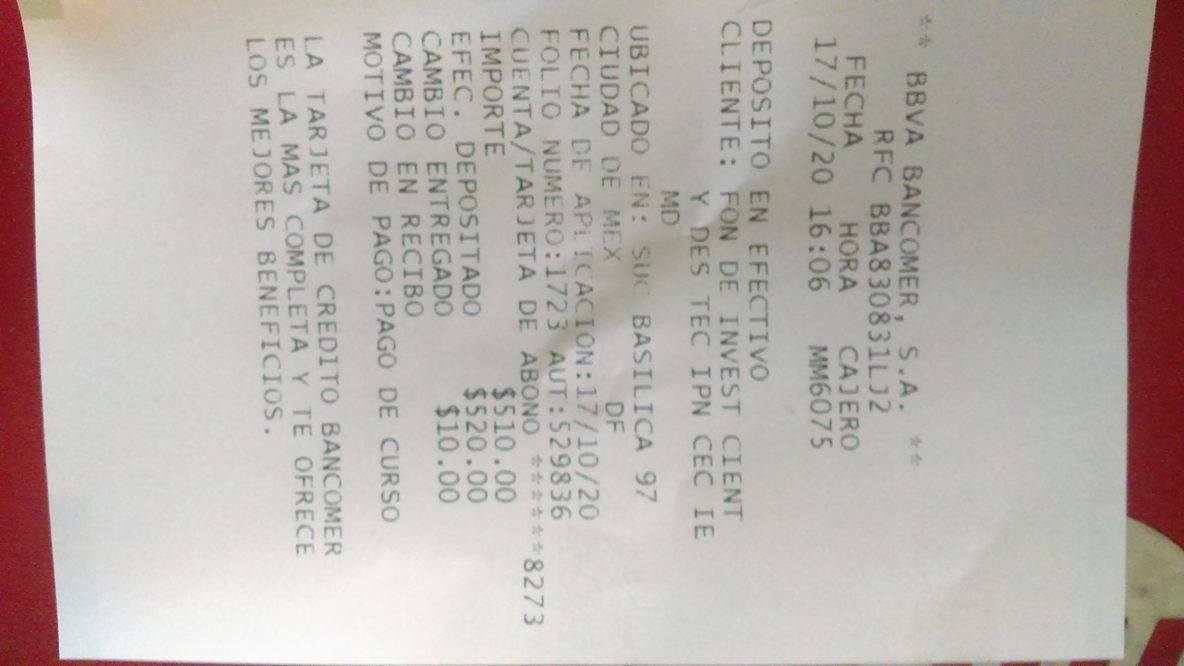 ** BBVA BANCOMER, S.A. **
RFC BBA830831LJ2
FECHA HORA CAJERO
17/10/20 16:06 MM6075
DEPOSITO EN EFECTIVO
CLIENTE: FON DE INVEST CIENT
Y DES TEC IPN CEC IE
MD
UBICADO EN: SUC BASILICA 97
CIUDAD DE MEX DF
FECHA DE APLICACION:17/10/20
FOLIO NUMERO:1723 AUT:529836
CUENTA/TARJETA DE ABONO ******8273
IMPORTE $510.00
EFEC. DEPOSITADO $520.00
CAMBIO ENTREGADO $10.00
CAMBIO EN RECIBO
MOTIVO DE PAGO:PAGO DE CURSO
LA TARJETA DE CREDITO BANCOMER
ES LA MAS COMPLETA Y TE OFRECE
LOS MEJORES BENEFICIOS.